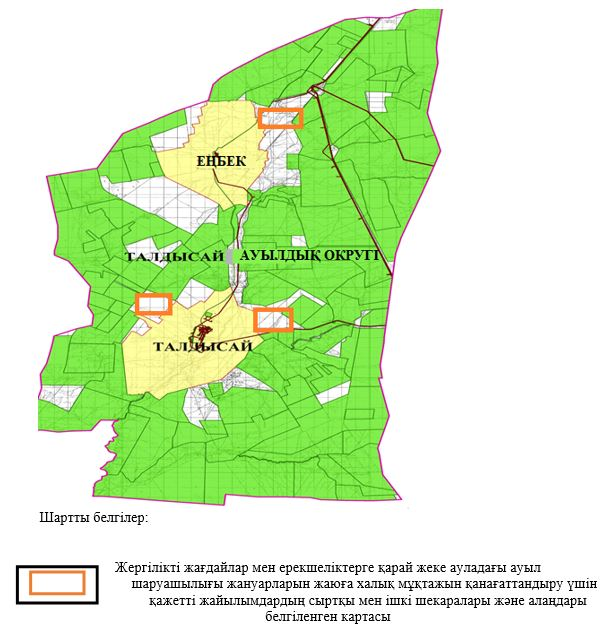 ЕҢБЕК
ТАЛДЫСАЙ АУЫЛДЫҚ ОКРУГІ
ТАЛДЫСАЙ
Шартты белгілер:
Жергілікті жағдайлар мен ерекшеліктерге қарай жеке ауладағы ауыл
шаруашылығы жануарларын жаюға халық мұқтажын қанағаттандыру үшін
қажетті жайылымдардың сыртқы мен ішкі шекаралары және алаңдары
белгіленген картасы